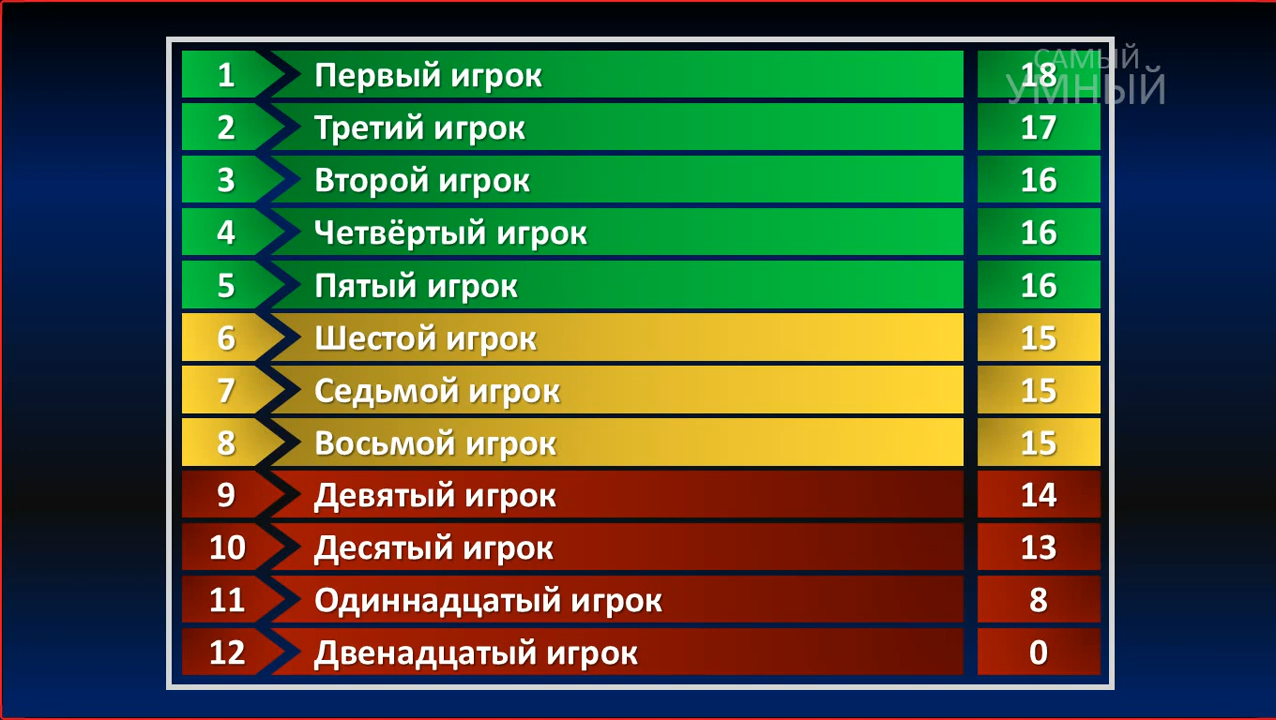 1 Первый игрок 18
2 Третий игрок 17
3 Второй игрок 16
4 Четвёртый игрок 16
5 Пятый игрок 16
6 Шестой игрок 15
7 Седьмой игрок 15
8 Восьмой игрок 15
9 Девятый игрок 14
10 Десятый игрок 13
11 Одиннадцатый игрок 8
12 Двенадцатый игрок 0
САМЫЙ
УМНЫЙ